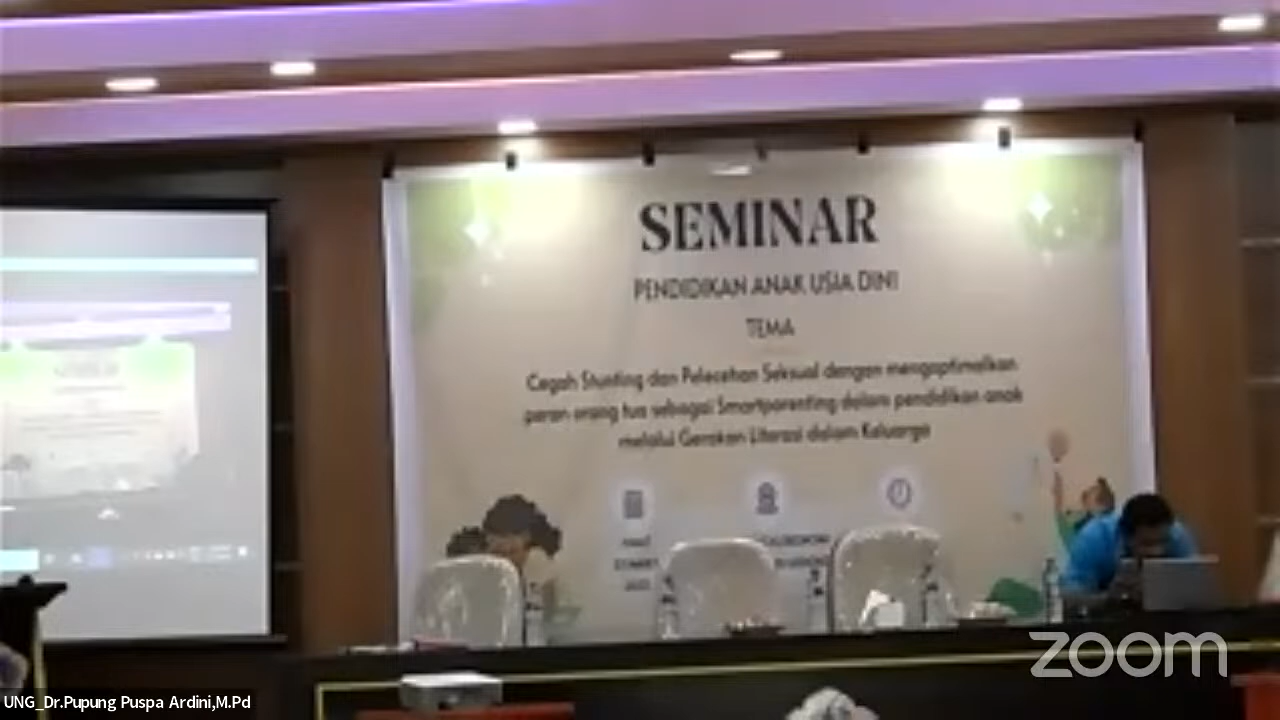 SEMINAR
PENDIDIKAN ANAK USIA DINI
TEMA
Cegah Stunting dan Pelecehan Seksual dengan mengoptimalkan
peran orang tua sebagai Smartparenting dalam pendidikan anak
melalui Gerakan Literasi dalam Keluarga
zoom
UNG_Dr.Pupung Puspa Ardini,M.Pd